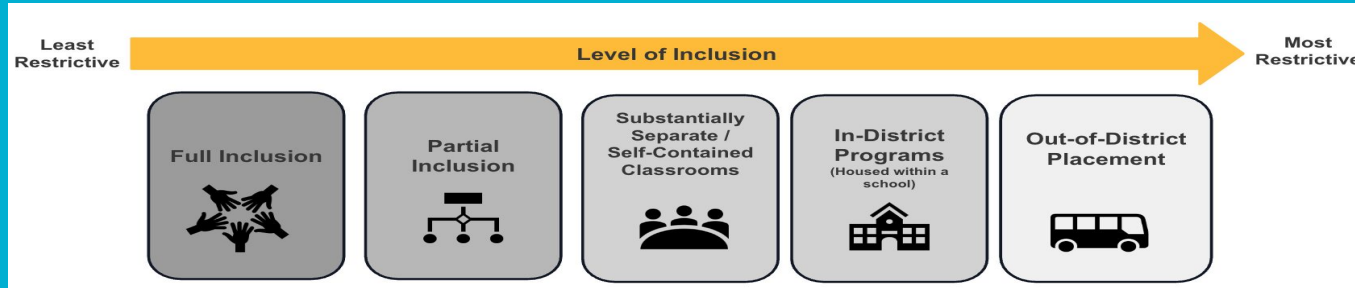 Least
Restrictive
Level of Inclusion
Most
Restrictive
Full Inclusion
Partial
Inclusion
Substantially
Separate /
Self-Contained
Classrooms
In-District
Programs
(Housed within a
school)
Out-of-District
Placement